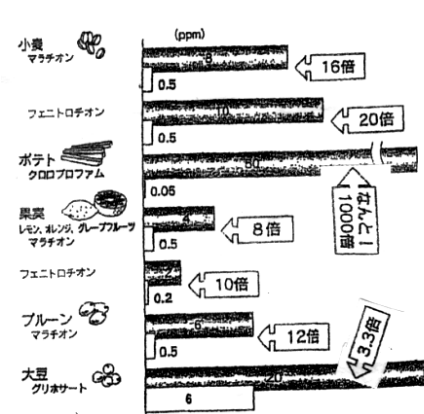 (ppm)
小麦
マラチオン
8
16倍
0.5
フェニトロチオン
10
20倍
0.5
ポテト
クロロプロファム
50
0.05
なんと!
1000倍
果実
レモン、オレンジ、グレープフルーツ
マラチオン
4
8倍
0.5
フェニトロチオン
2
10倍
0.2
プルーン
マラチオン
6
12倍
0.5
大豆
グリホサート
20
3.3倍
6